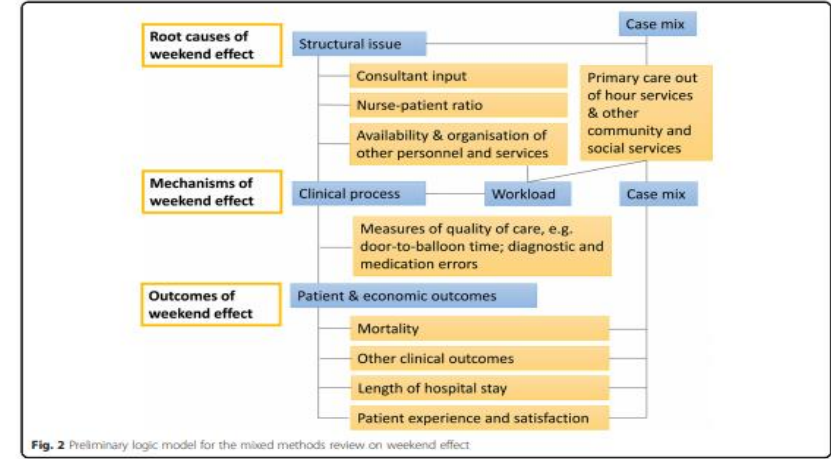 Case mix
Root causes of
weekend effect
Structural issue
Consultant input
Nurse-patient ratio
Availability & organisation of
other personnel and services
Primary care out
of hour services
& other
community and
social services
Mechanisms of
weekend effect
Clinical process
Workload
Case mix
Measures of quality of care, e.g.
door-to-balloon time; diagnostic and
medication errors
Outcomes of
weekend effect
Patient & economic outcomes
Mortality
Other clinical outcomes
Length of hospital stay
Patient experience and satisfaction
Fig. 2 Preliminary logic model for the mixed methods review on weekend effect